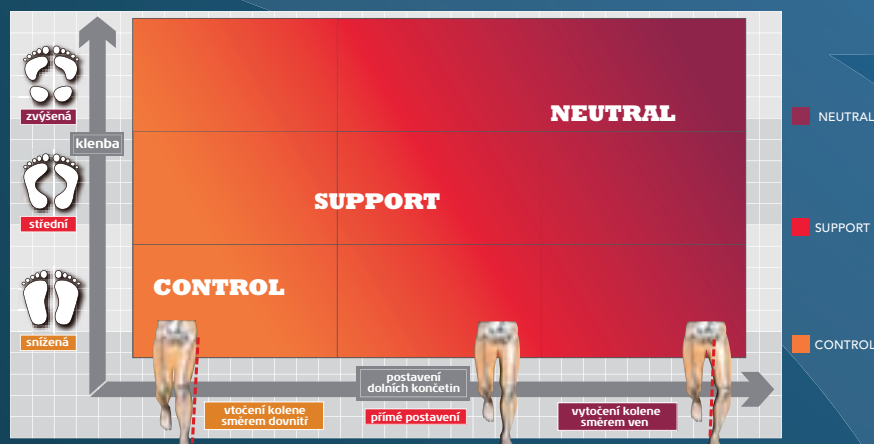 zvýšená
klenba
střední
snížená
NEUTRAL
SUPPORT
CONTROL
postavení
dolních končetin
vtočení kolene
směrem dovnitř
přímé postavení
vytočení kolene
směrem ven
NEUTRAL
SUPPORT
CONTROL